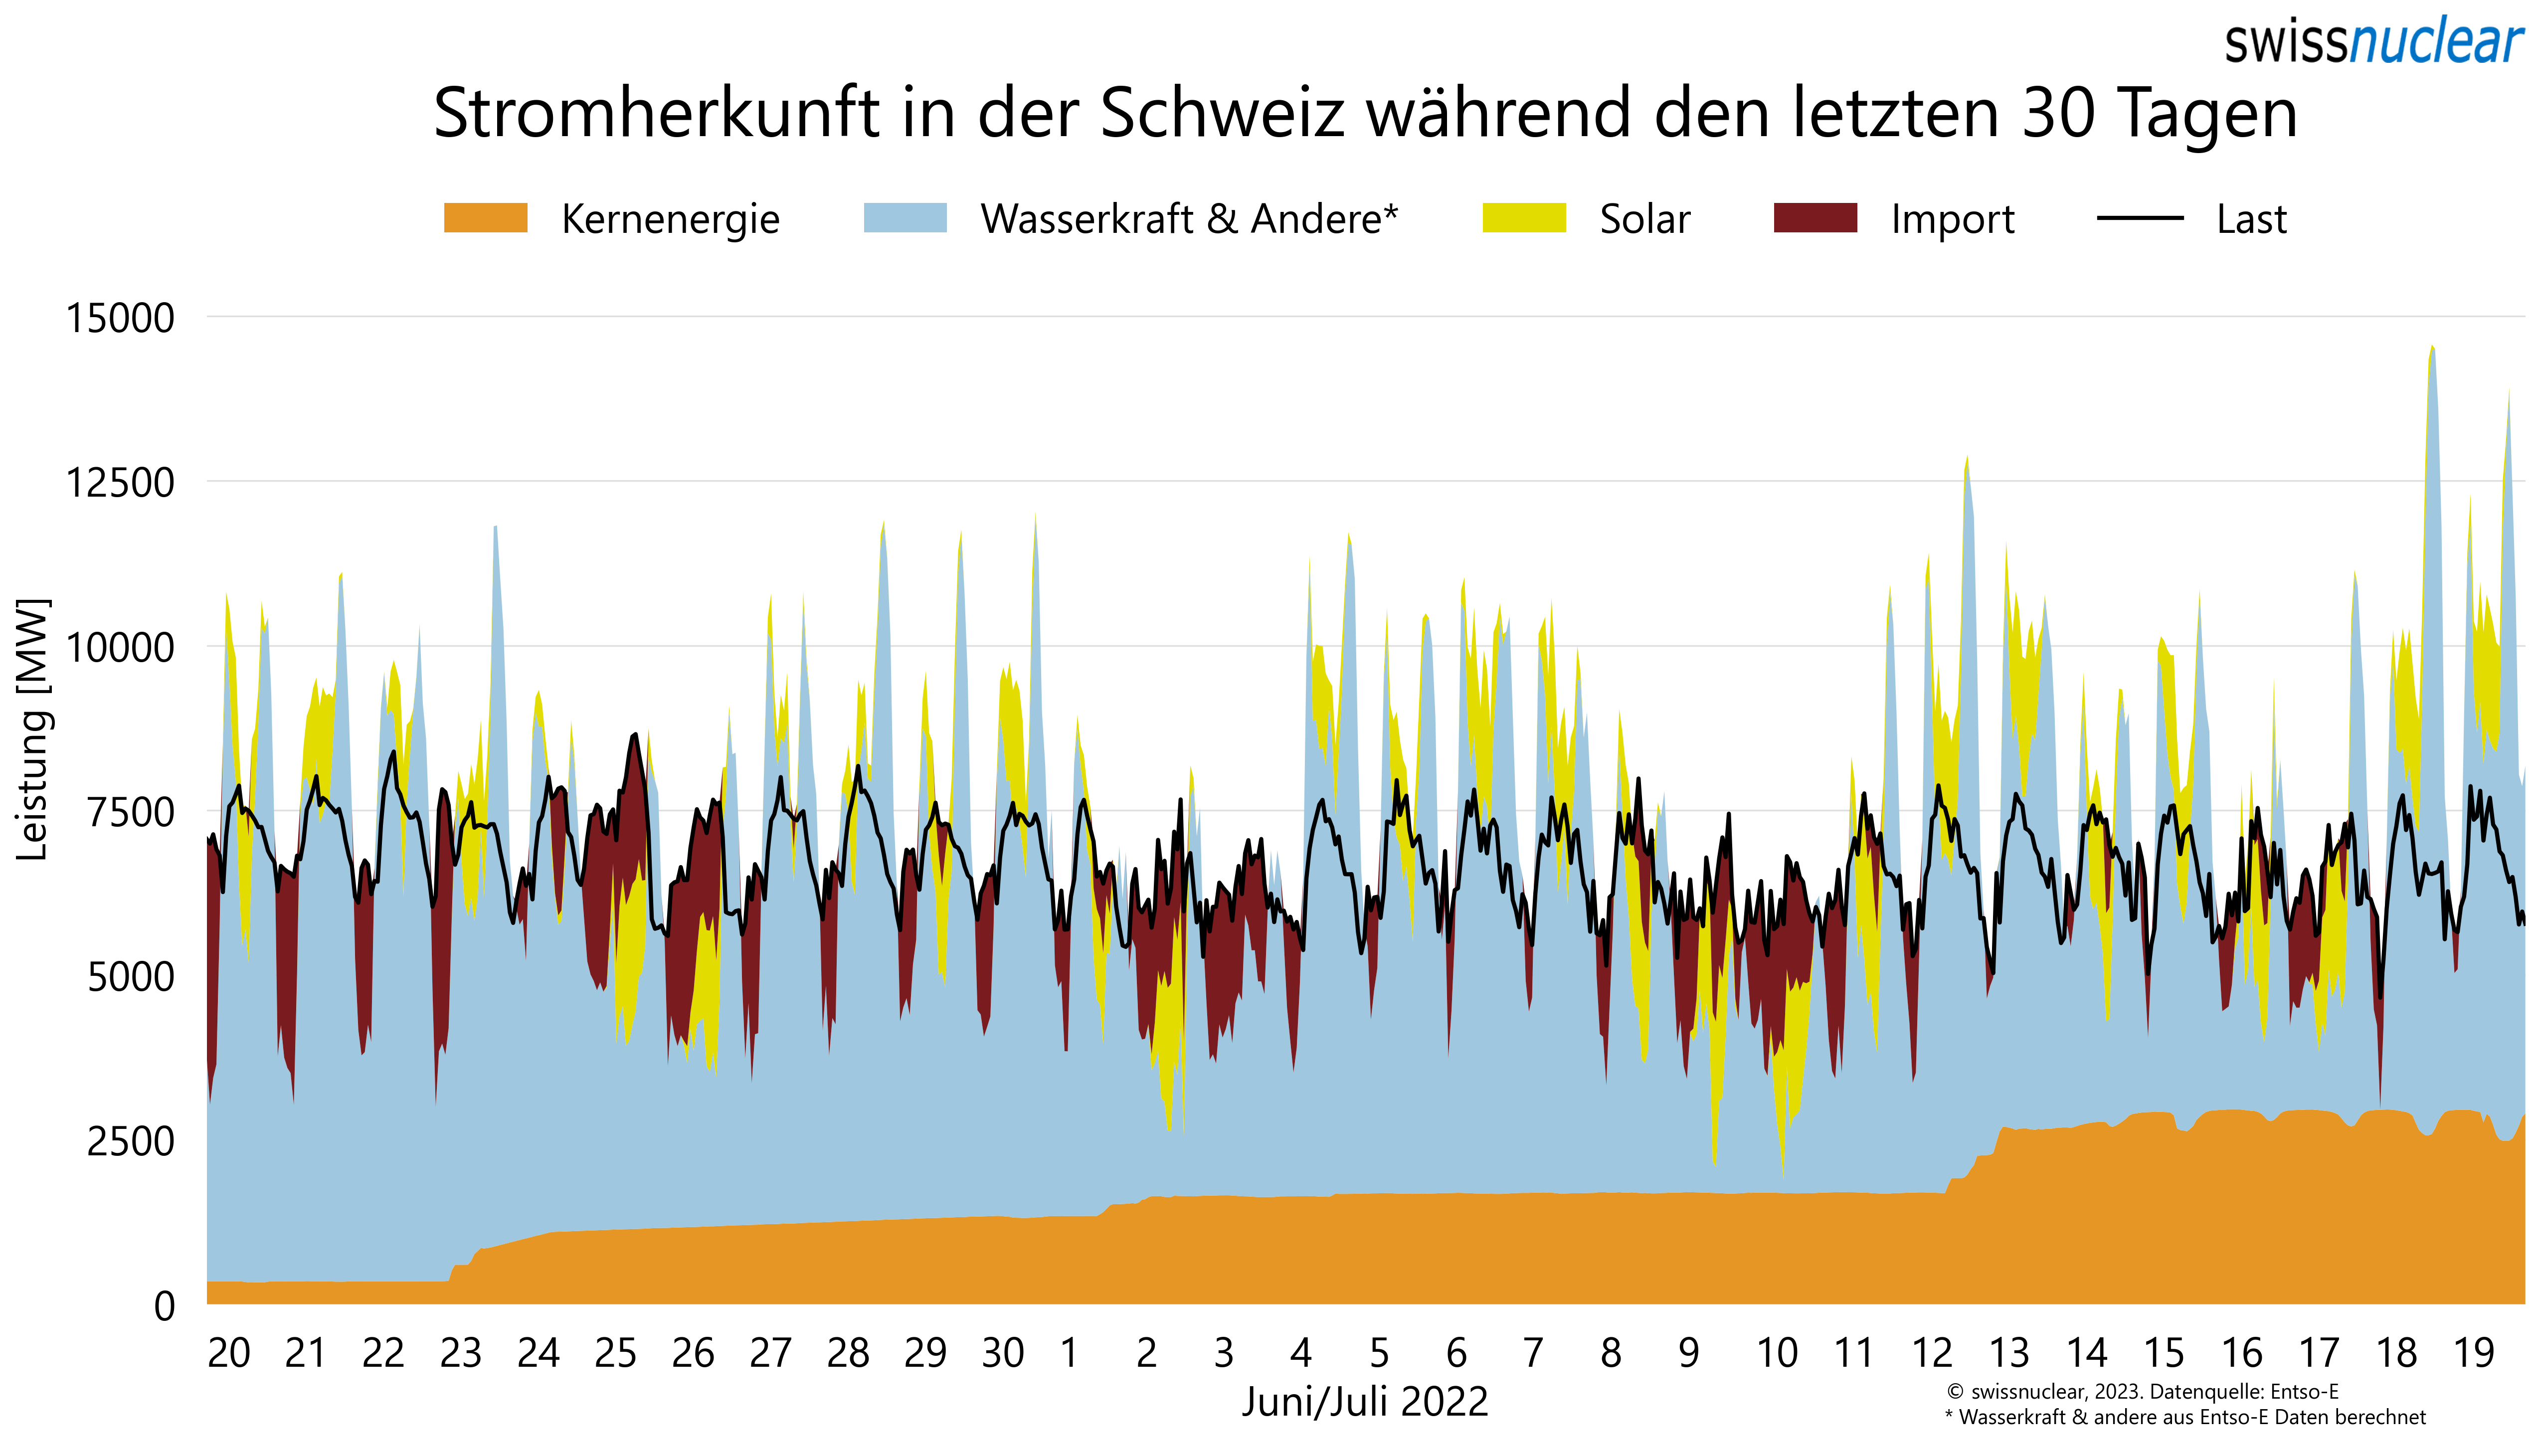 swissnuclear
Stromherkunft in der Schweiz während den letzten 30 Tagen
Kernenergie Wasserkraft & Andere* Solar Import Last
Leistung [MW]
15000
12500
10000
7500
5000
2500
0
20 21 22 23 24 25 26 27 28 29 30 1 2 3 4 5 6 7 8 9 10 11 12 13 14 15 16 17 18 19
Juni/Juli 2022
© swissnuclear, 2023. Datenquelle: Entso-E
* Wasserkraft & andere aus Entso-E Daten berechnet